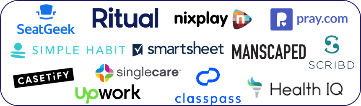 SeatGeek
Ritual
nixplay
pray.com
SIMPLE HABIT
smartsheet
MANSCAPED
SCRIBD
CASETiFY
singlecare®
Upwork
classpass
Health IQ